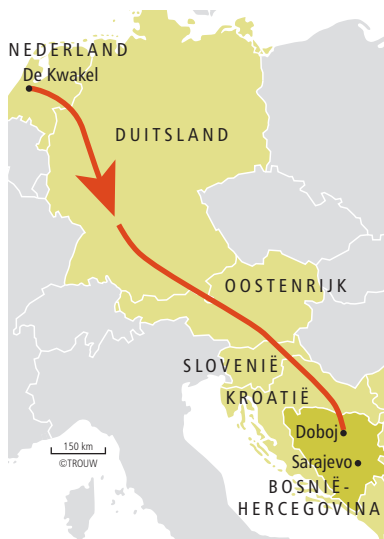 NEDERLAND
De Kwakel
DUITSLAND
OOSTENRIJK
SLOVENIË
KROATIË
Doboj
150 km
©TROUW
Sarajevo
BOSNIË-
HERCEGOVINA